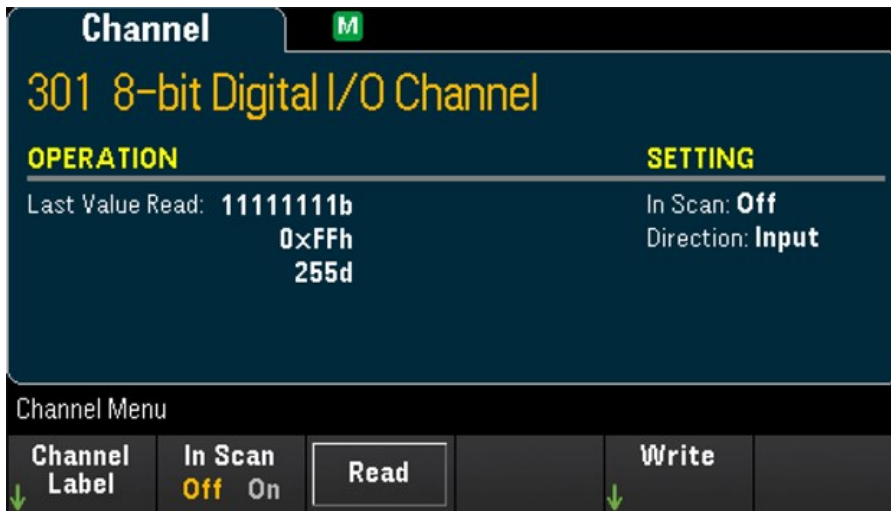 Channel M
301 8-bit Digital I/O Channel
OPERATION SETTING
Last Value Read: 11111111b In Scan: Off
0xFFh Direction: Input
255d
Channel Menu
Channel Label
In Scan
Off On
Read
Write